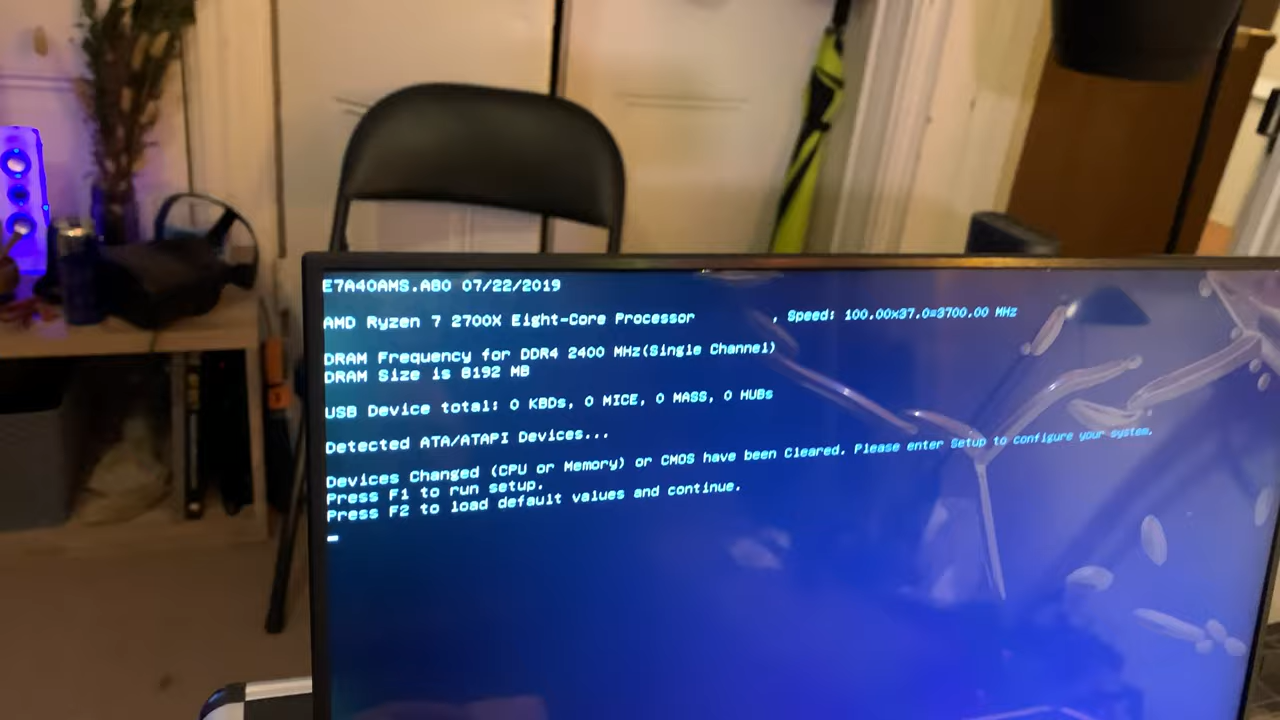 E7A40AMS.A80 07/22/2019
AMD Ryzen 7 2700X Eight-Core Processor , Speed: 100.00x37.0=3700.00 MHz
DRAM Frequency for DDR4 2400 MHz(Single Channel)
DRAM Size is 8192 MB
USB Device total: 0 KBDs, 0 MICE, 0 MASS, 0 HUBs
Detected ATA/ATAPI Devices...
Devices Changed (CPU or Memory) or CMOS have been Cleared. Please enter Setup to configure your system.
Press F1 to run setup.
Press F2 to load default values and continue.